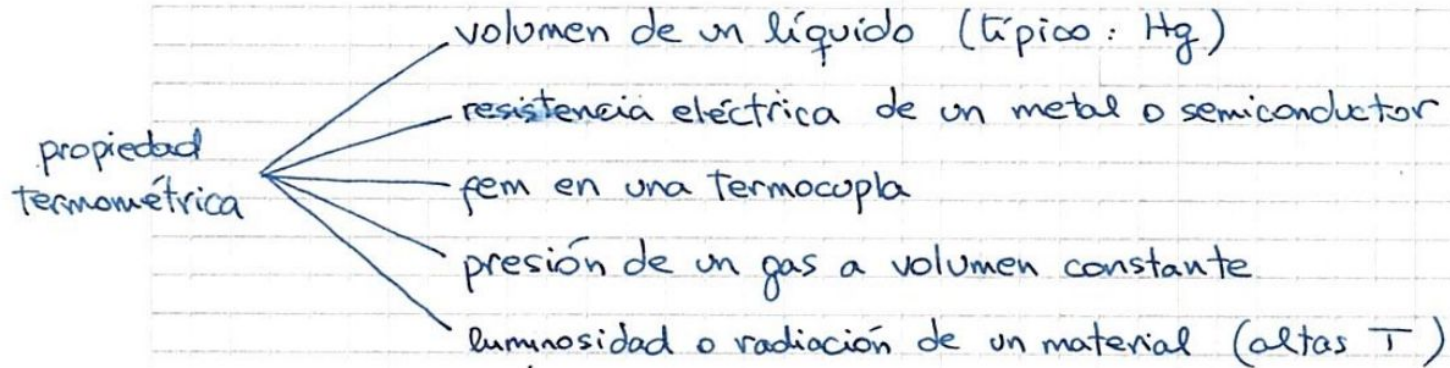 volumen de un líquido (típico: Hg)
resistencia eléctrica de un metal o semiconductor
propiedad
termométrica
fem en una termocupla
presión de un gas a volumen constante
luminosidad o radiación de un material (altas T)